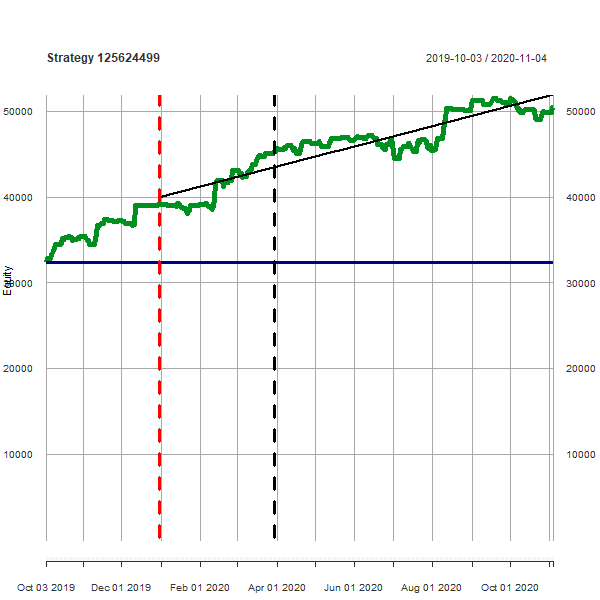 Strategy 125624499
2019-10-03 / 2020-11-04
50000
50000
40000
40000
Equity
30000
30000
20000
20000
10000
10000
Oct 03 2019
Dec 01 2019
Feb 01 2020
Apr 01 2020
Jun 01 2020
Aug 01 2020
Oct 01 2020